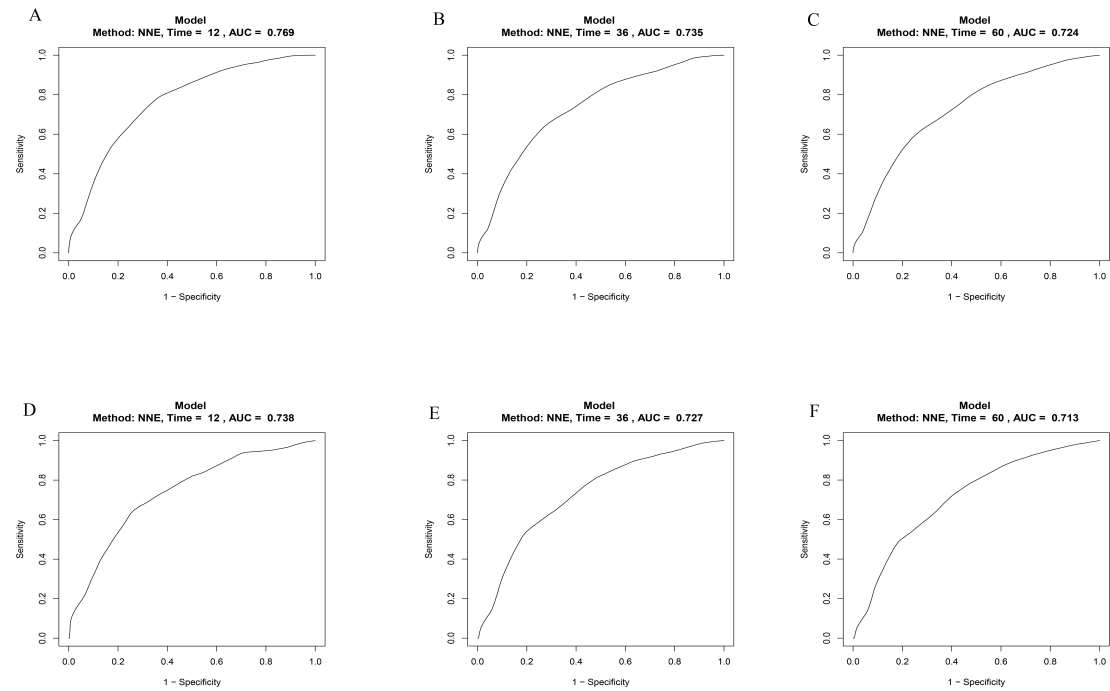 A
Model
Method: NNE, Time = 12 , AUC = 0.769
Sensitivity
0.0 0.2 0.4 0.6 0.8 1.0
0.0 0.2 0.4 0.6 0.8 1.0
1 − Specificity
B
Model
Method: NNE, Time = 36 , AUC = 0.735
Sensitivity
0.0 0.2 0.4 0.6 0.8 1.0
0.0 0.2 0.4 0.6 0.8 1.0
1 − Specificity
C
Model
Method: NNE, Time = 60 , AUC = 0.724
Sensitivity
0.0 0.2 0.4 0.6 0.8 1.0
0.0 0.2 0.4 0.6 0.8 1.0
1 − Specificity
D
Model
Method: NNE, Time = 12 , AUC = 0.738
Sensitivity
0.0 0.2 0.4 0.6 0.8 1.0
0.0 0.2 0.4 0.6 0.8 1.0
1 − Specificity
E
Model
Method: NNE, Time = 36 , AUC = 0.727
Sensitivity
0.0 0.2 0.4 0.6 0.8 1.0
0.0 0.2 0.4 0.6 0.8 1.0
1 − Specificity
F
Model
Method: NNE, Time = 60 , AUC = 0.713
Sensitivity
0.0 0.2 0.4 0.6 0.8 1.0
0.0 0.2 0.4 0.6 0.8 1.0
1 − Specificity